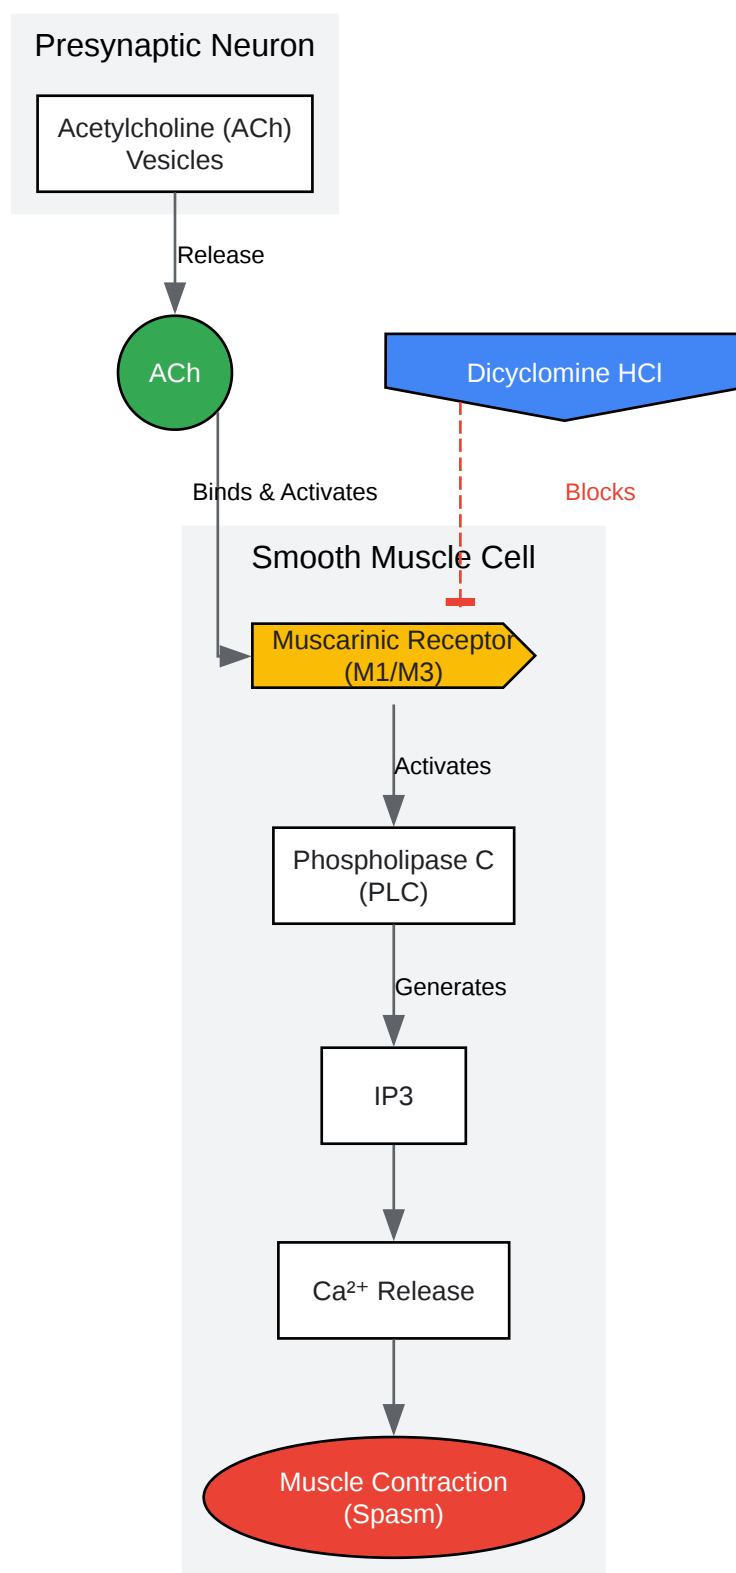 Presynaptic Neuron
Acetylcholine (ACh)
Vesicles
Release
ACh
Dicyclomine HCl
Binds & Activates
Blocks
Smooth Muscle Cell
Muscarinic Receptor
(M1/M3)
Activates
Phospholipase C
(PLC)
Generates
IP3
Ca²⁺ Release
Muscle Contraction
(Spasm)